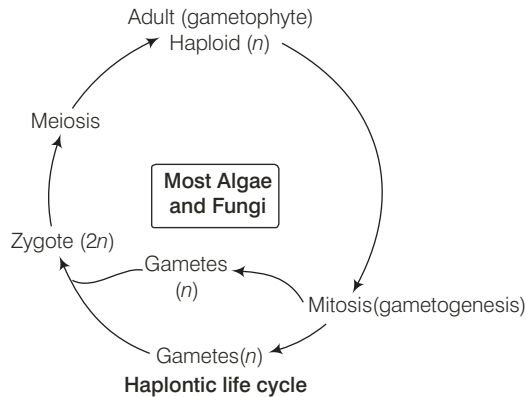 Adult (gametophyte)
Haploid (n)
Meiosis
Most Algae
and Fungi
Zygote (2n)
Gametes
(n)
Mitosis(gametogenesis)
Gametes(n)
Haplontic life cycle